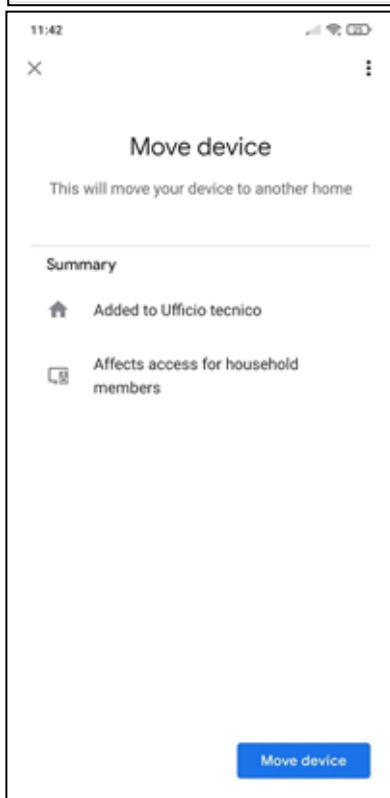 11:42
Move device
This will move your device to another home
Summary
Added to Ufficio tecnico
Affects access for household
members
Move device